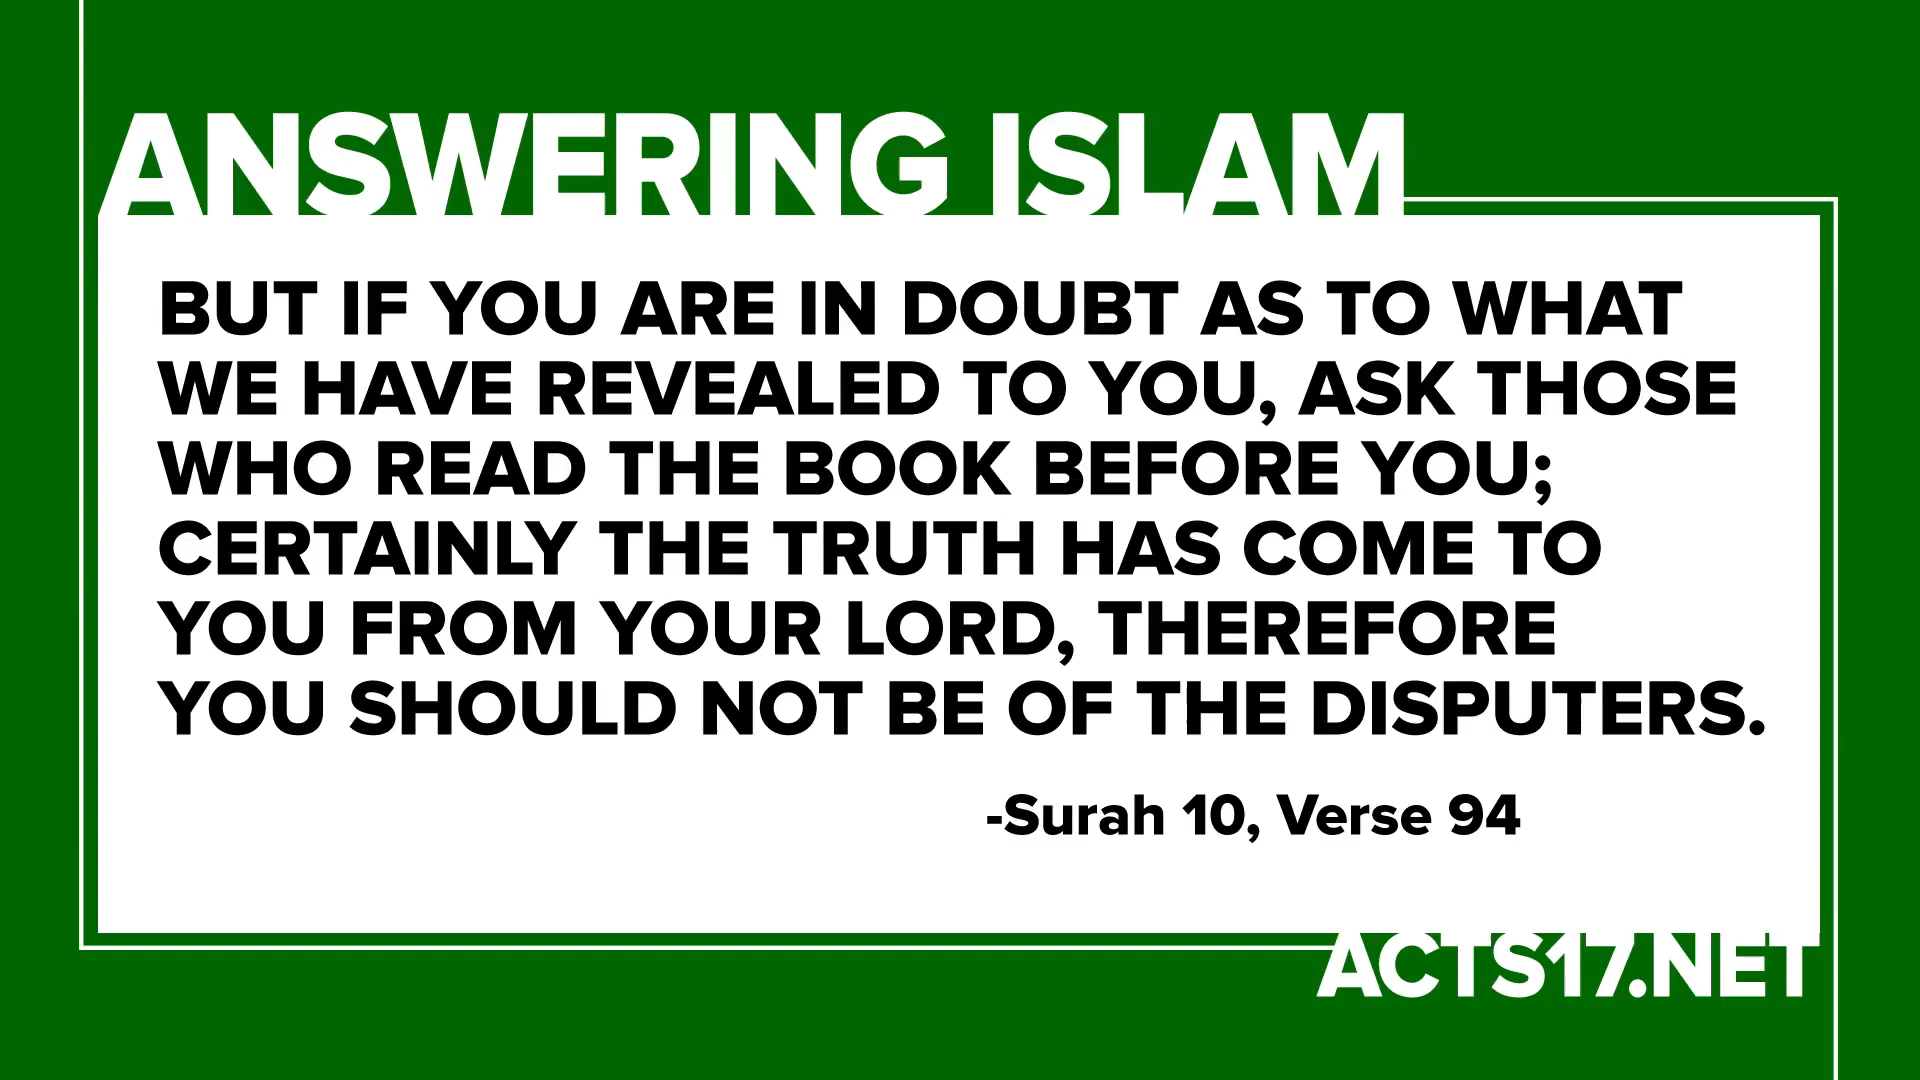 ANSWERING ISLAM
BUT IF YOU ARE IN DOUBT AS TO WHAT
WE HAVE REVEALED TO YOU, ASK THOSE
WHO READ THE BOOK BEFORE YOU;
CERTAINLY THE TRUTH HAS COME TO
YOU FROM YOUR LORD, THEREFORE
YOU SHOULD NOT BE OF THE DISPUTERS.
-Surah 10, Verse 94
ACTS17.NET